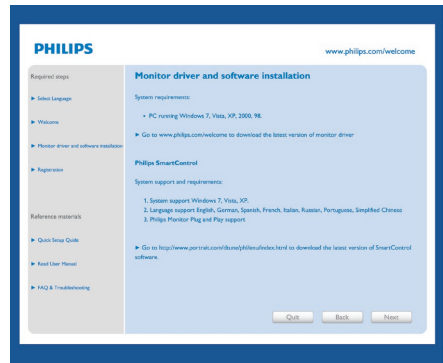 PHILIPS
www.philips.com/welcome
Required steps
Select Language
Welcome
Monitor driver and software installation
Registration
Reference materials
Quick Setup Guide
Read User Manual
FAQ & Troubleshooting
Monitor driver and software installation
System requirements:
• PC running Windows 7, Vista, XP, 2000, 98.
Go to www.philips.com/welcome to download the latest version of monitor driver
Philips SmartControl
System support and requirements:
1. System support Windows 7, Vista, XP.
2. Language support English, German, Spanish, French, Italian, Russian, Portuguese, Simplified Chinese
3. Philips Monitor Plug and Play support
Go to http://www.portrait.com/dtune/phl/enu/index.html to download the latest version of SmartControl
software.
Quit
Back
Next